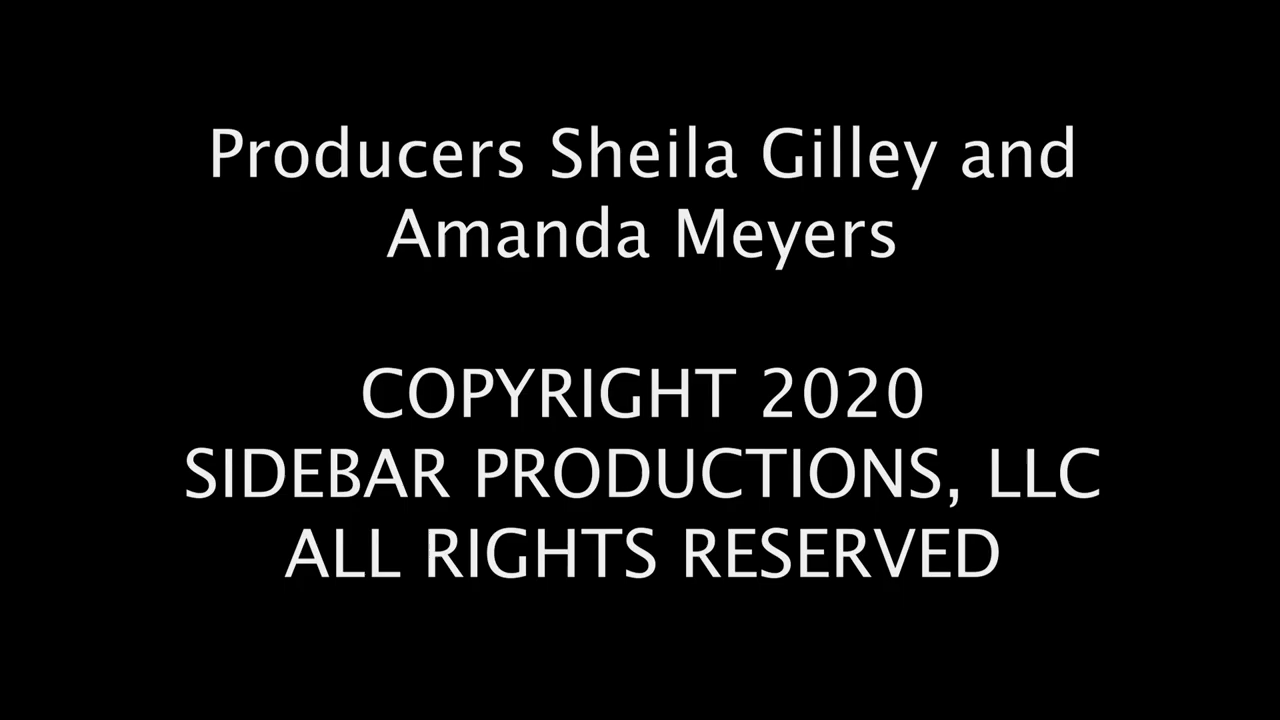 Producers Sheila Gilley and
Amanda Meyers
COPYRIGHT 2020
SIDEBAR PRODUCTIONS, LLC
ALL RIGHTS RESERVED